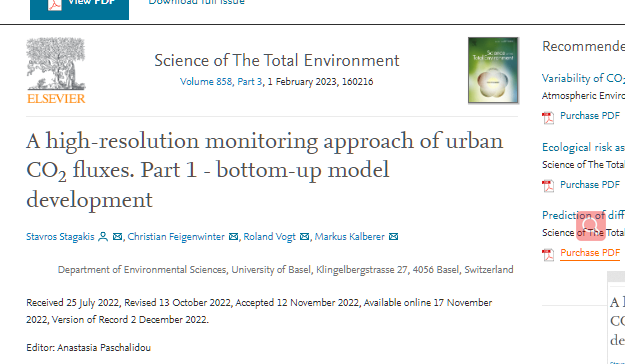 View PDF
Download full issue
ELSEVIER
Science of The Total Environment
Volume 858, Part 3, 1 February 2023, 160216
A high-resolution monitoring approach of urban
CO₂ fluxes. Part 1 - bottom-up model
development
Stavros Stagakis, Christian Feigenwinter, Roland Vogt, Markus Kalberer
Department of Environmental Sciences, University of Basel, Klingelbergstrasse 27, 4056 Basel, Switzerland
Received 25 July 2022, Revised 13 October 2022, Accepted 12 November 2022, Available online 17 November
2022, Version of Record 2 December 2022.
Editor: Anastasia Paschalidou
Recommende
Variability of CO₂
Atmospheric Enviro
Purchase PDF
Ecological risk as
Science of The Total
Purchase PDF
Prediction of diff
Science of The Total
Purchase PDF
A h
CO
de